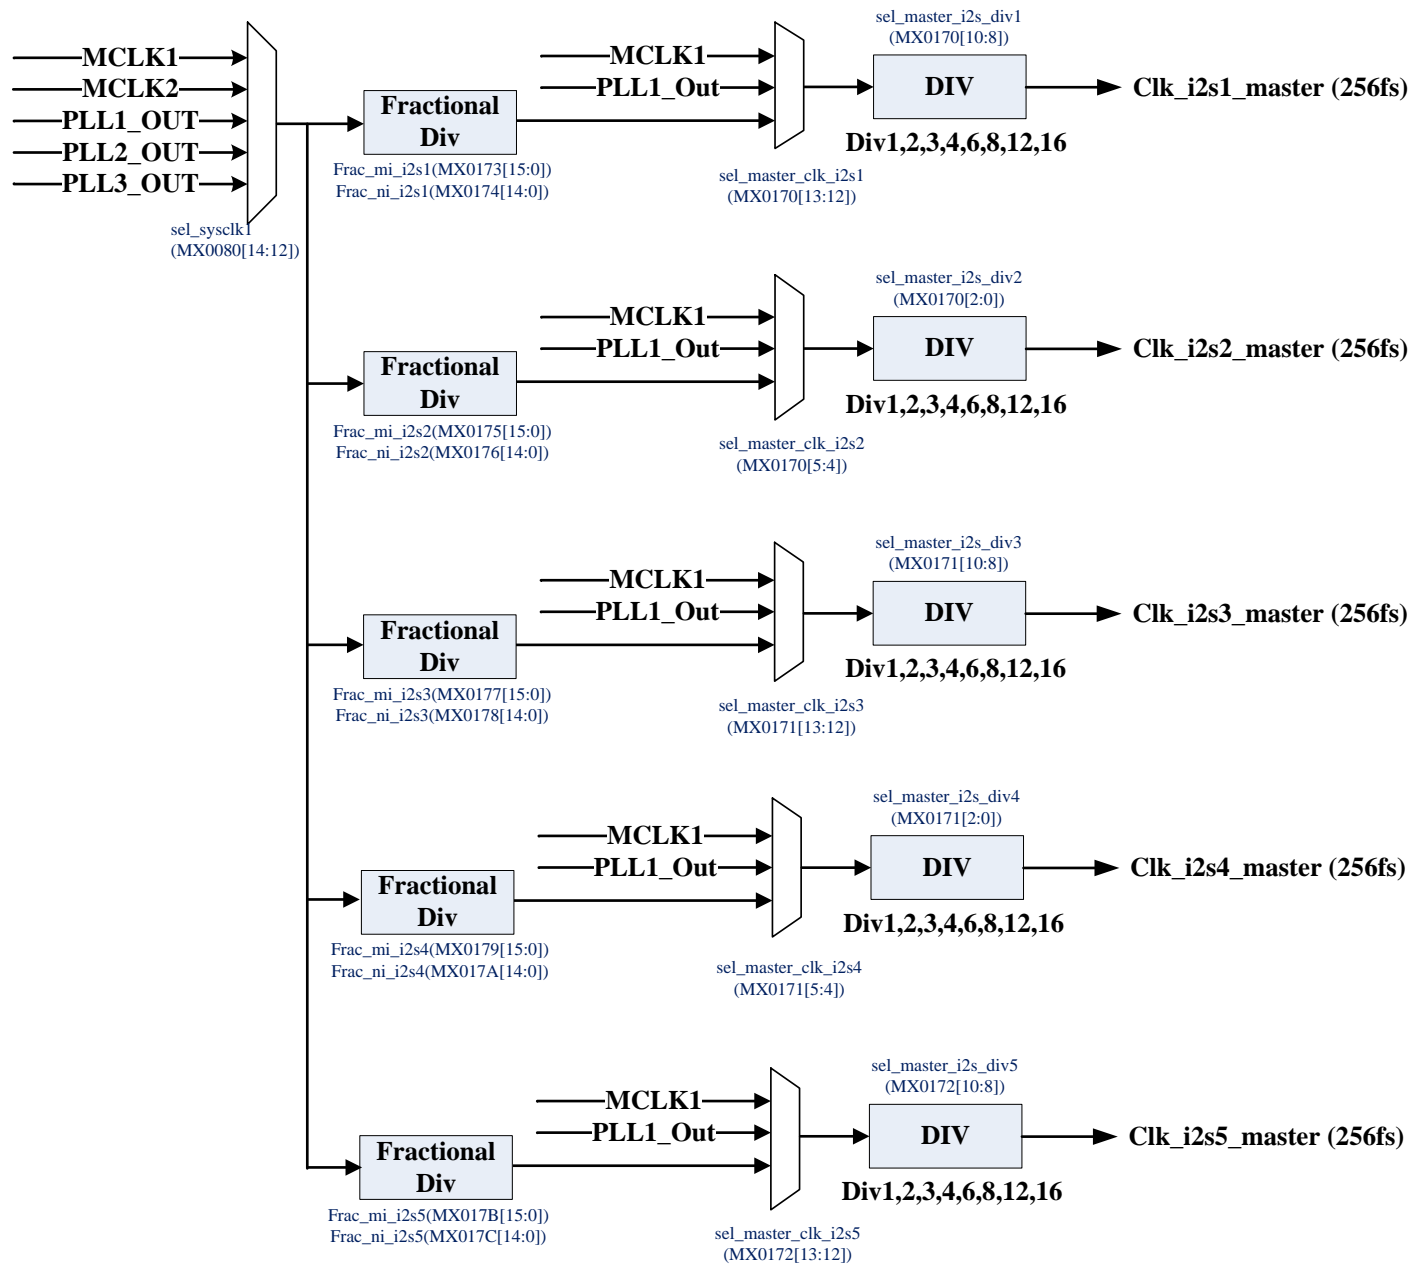 MCLK1
MCLK2
PLL1_OUT
PLL2_OUT
PLL3_OUT
sel_sysclk1
(MX0080[14:12])
Fractional
Div
Frac_mi_i2s1(MX0173[15:0])
Frac_ni_i2s1(MX0174[14:0])
MCLK1
PLL1_Out
sel_master_clk_i2s1
(MX0170[13:12])
sel_master_i2s_div1
(MX0170[10:8])
DIV
Div1,2,3,4,6,8,12,16
Clk_i2s1_master (256fs)
Fractional
Div
Frac_mi_i2s2(MX0175[15:0])
Frac_ni_i2s2(MX0176[14:0])
MCLK1
PLL1_Out
sel_master_clk_i2s2
(MX0170[5:4])
sel_master_i2s_div2
(MX0170[2:0])
DIV
Div1,2,3,4,6,8,12,16
Clk_i2s2_master (256fs)
Fractional
Div
Frac_mi_i2s3(MX0177[15:0])
Frac_ni_i2s3(MX0178[14:0])
MCLK1
PLL1_Out
sel_master_clk_i2s3
(MX0171[13:12])
sel_master_i2s_div3
(MX0171[10:8])
DIV
Div1,2,3,4,6,8,12,16
Clk_i2s3_master (256fs)
Fractional
Div
Frac_mi_i2s4(MX0179[15:0])
Frac_ni_i2s4(MX017A[14:0])
MCLK1
PLL1_Out
sel_master_clk_i2s4
(MX0171[5:4])
sel_master_i2s_div4
(MX0171[2:0])
DIV
Div1,2,3,4,6,8,12,16
Clk_i2s4_master (256fs)
Fractional
Div
Frac_mi_i2s5(MX017B[15:0])
Frac_ni_i2s5(MX017C[14:0])
MCLK1
PLL1_Out
sel_master_clk_i2s5
(MX0172[13:12])
sel_master_i2s_div5
(MX0172[10:8])
DIV
Div1,2,3,4,6,8,12,16
Clk_i2s5_master (256fs)